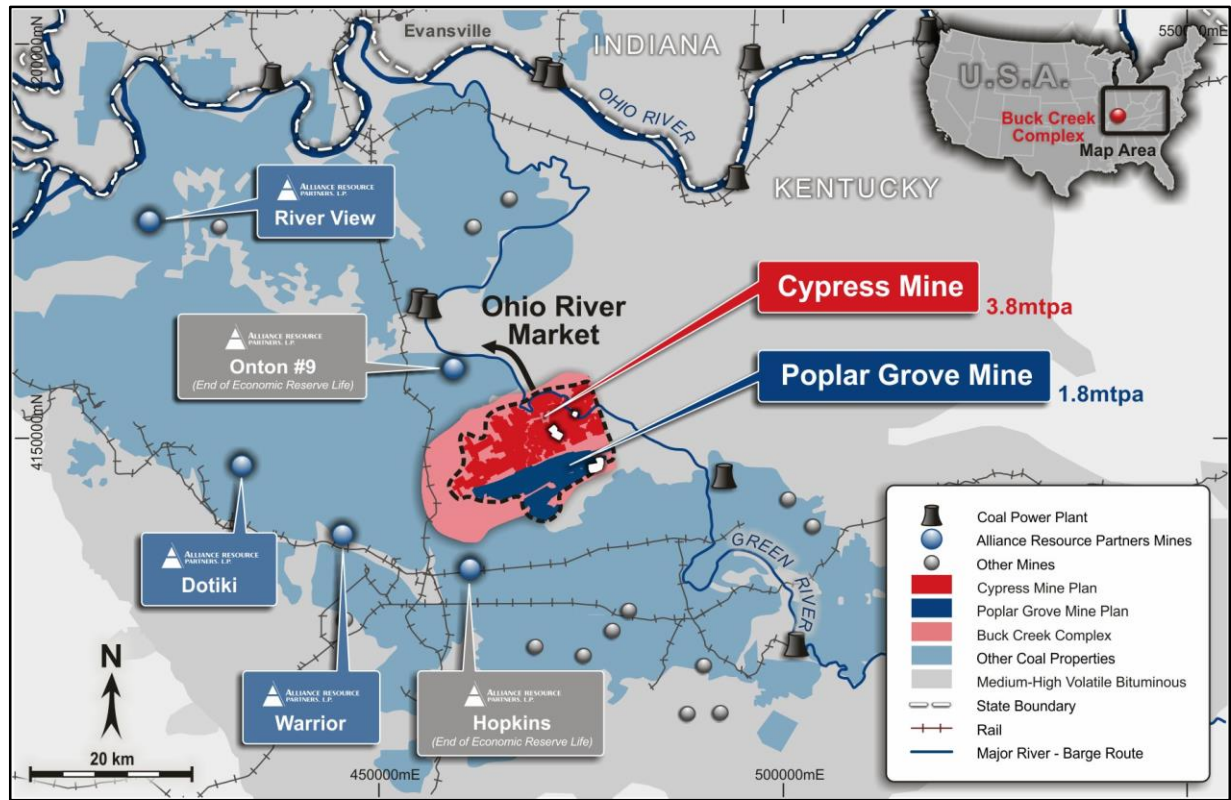 Evansville
INDIANA
550000mE
4200000mN
U.S.A.
Buck Creek
Complex
Map Area
OHIO RIVER
KENTUCKY
ALLIANCE RESOURCE
PARTNERS, L.P.
River View
Cypress Mine
3.8mtpa
Ohio River
Market
ALLIANCE RESOURCE
PARTNERS, L.P.
Onton #9
(End of Economic Reserve Life)
Poplar Grove Mine
1.8mtpa
4150000mN
ALLIANCE RESOURCE
PARTNERS, L.P.
Dotiki
GREEN RIVER
Coal Power Plant
Alliance Resource Partners Mines
Other Mines
Cypress Mine Plan
Poplar Grove Mine Plan
Buck Creek Complex
Other Coal Properties
Medium-High Volatile Bituminous
State Boundary
Rail
Major River - Barge Route
N
20 km
ALLIANCE RESOURCE
PARTNERS, L.P.
Warrior
ALLIANCE RESOURCE
PARTNERS, L.P.
Hopkins
(End of Economic Reserve Life)
450000mE
500000mE